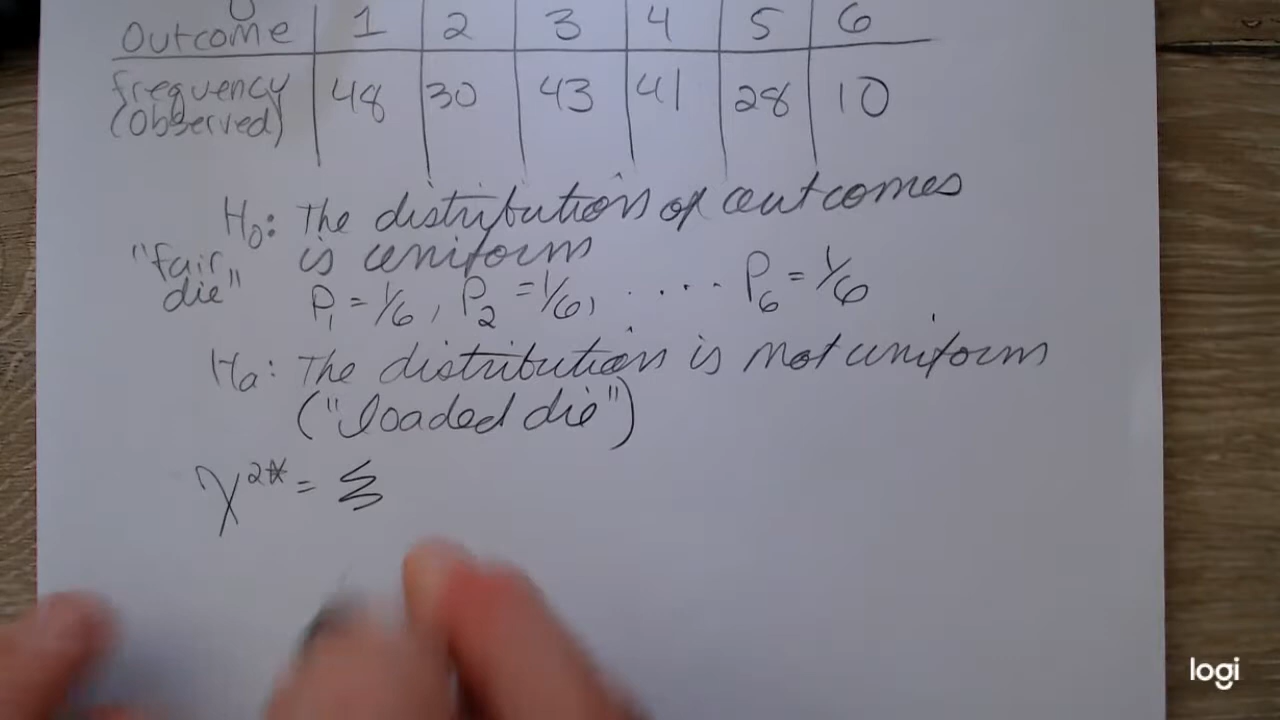 Outcome 1 2 3 4 5 6
frequency (observed) 48 30 43 41 28 10
H₀: The distribution of outcomes
"fair die" is uniform
P₁ = 1/6, P₂ = 1/6, .... P₆ = 1/6
Hₐ: The distribution is not uniform
("loaded die")
χ²* = Σ
logi